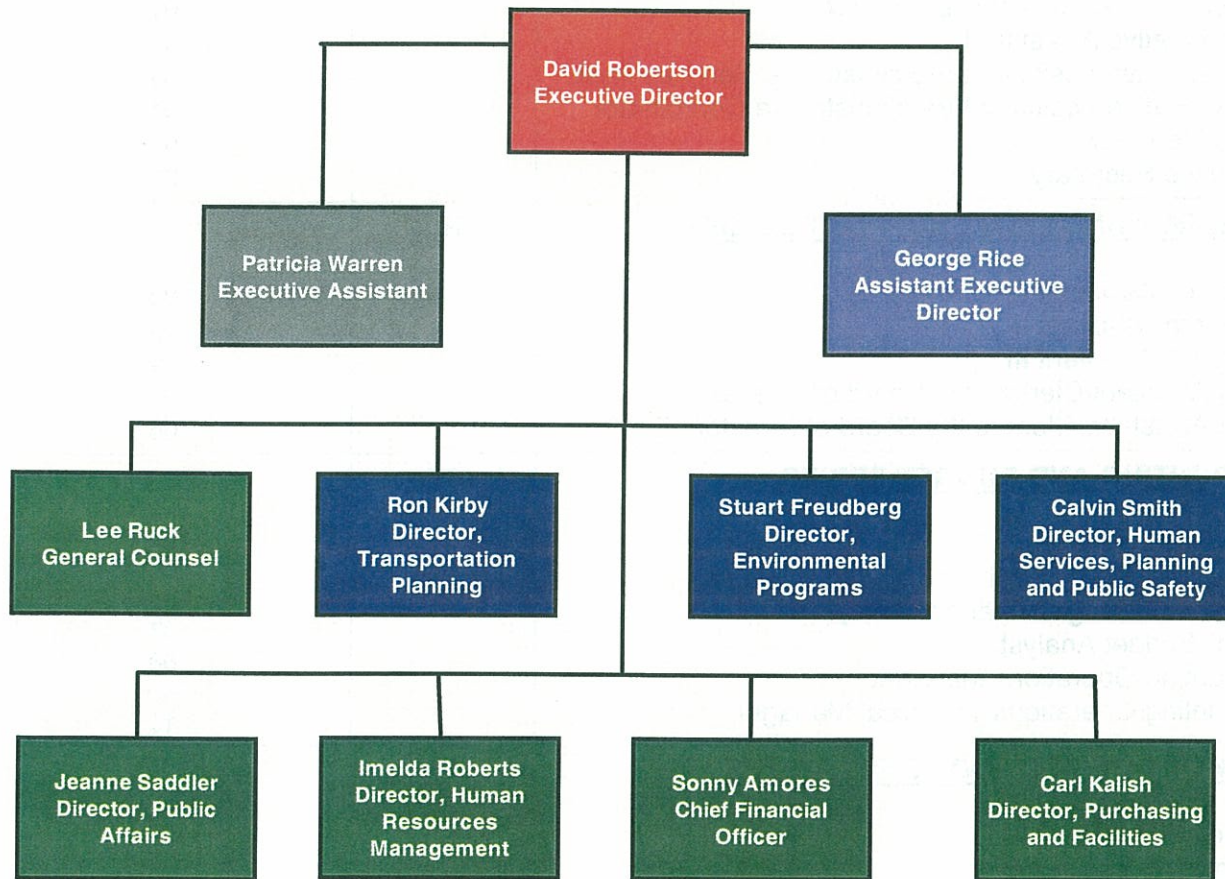 David Robertson
Executive Director
Patricia Warren
Executive Assistant
George Rice
Assistant Executive
Director
Lee Ruck
General Counsel
Ron Kirby
Director,
Transportation
Planning
Stuart Freudberg
Director,
Environmental
Programs
Calvin Smith
Director, Human
Services, Planning
and Public Safety
Jeanne Saddler
Director, Public
Affairs
Imelda Roberts
Director, Human
Resources
Management
Sonny Amores
Chief Financial
Officer
Carl Kalish
Director, Purchasing
and Facilities